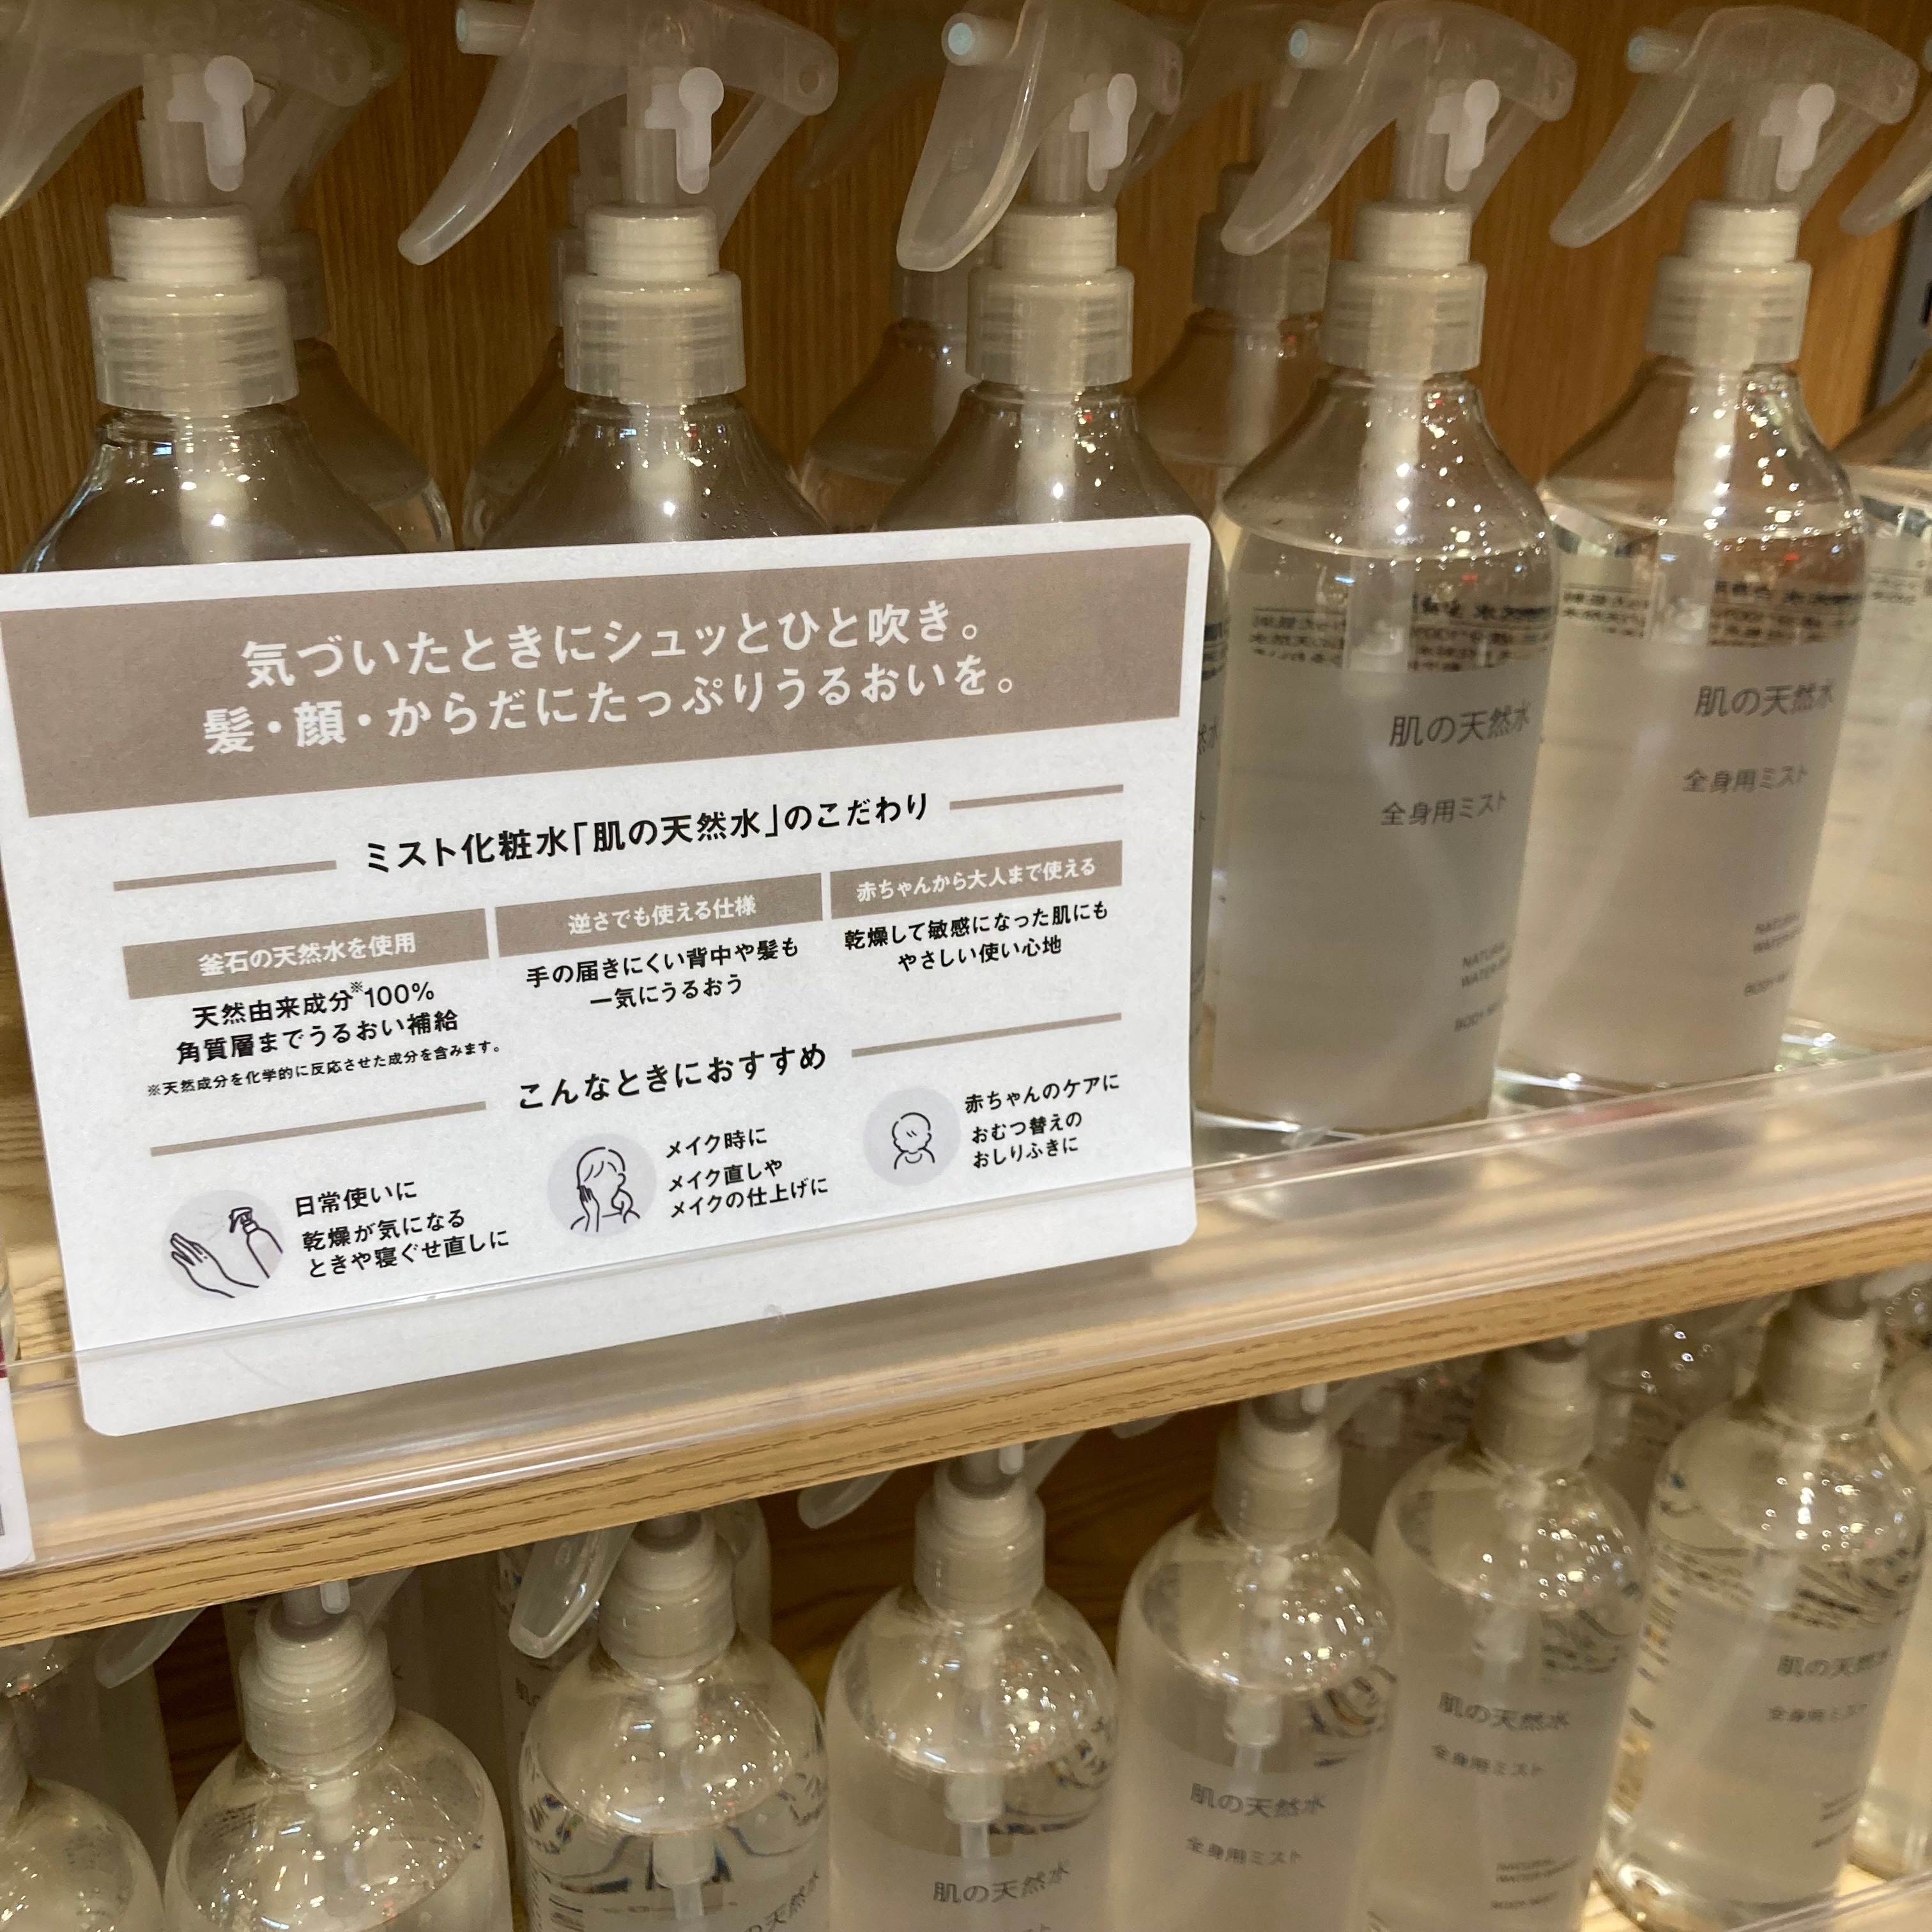 気づいたときにシュッとひと吹き。
髪・顔・からだにたっぷりうるおいを。
ミスト化粧水「肌の天然水」のこだわり
釜石の天然水を使用
天然由来成分※100%
角質層までうるおい補給
※天然成分を化学的に反応させた成分を含みます。
逆さでも使える仕様
手の届きにくい背中や髪も
一気にうるおう
赤ちゃんから大人まで使える
乾燥して敏感になった肌にも
やさしい使い心地
こんなときにおすすめ
日常使いに
乾燥が気になる
ときや寝ぐせ直しに
メイク時に
メイク直しや
メイクの仕上げに
赤ちゃんのケアに
おむつ替えの
おしりふきに
肌の天然水
全身用ミスト
肌の天然水
全身用ミスト
肌の天然水
肌の天然水
全身用ミスト
肌の天然水
全身用ミスト
肌の天然水
全身用ミスト